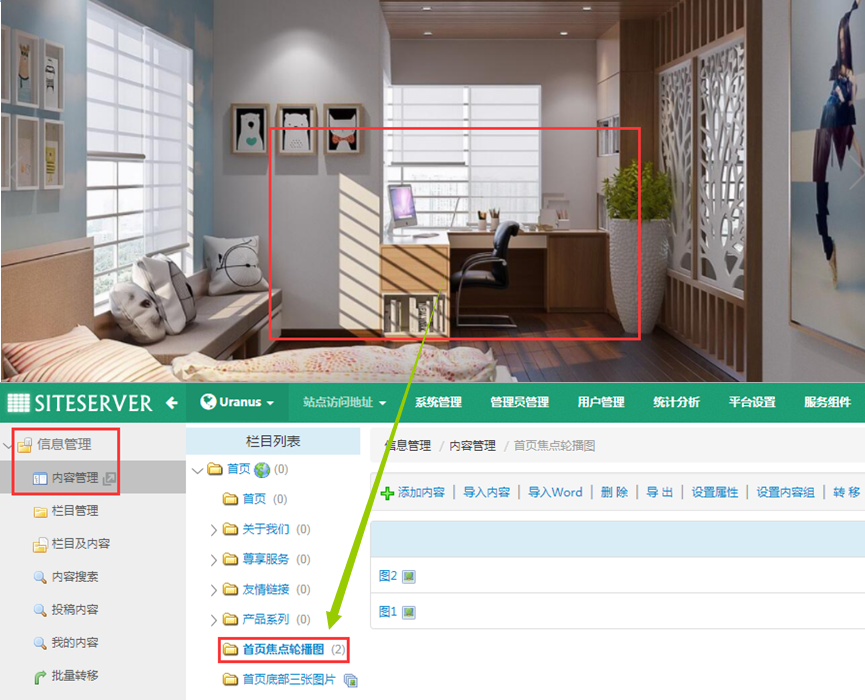 SITESERVER
Uranus
站点访问地址
系统管理
管理员管理
用户管理
统计分析
平台设置
服务组件
信息管理
内容管理
栏目管理
栏目及内容
内容搜索
投稿内容
我的内容
批量转移
栏目列表
首页 (0)
首页 (0)
关于我们 (0)
尊享服务 (0)
友情链接 (0)
产品系列 (0)
首页焦点轮播图 (2)
首页底部三张图片
信息管理 / 内容管理 / 首页焦点轮播图
添加内容 | 导入内容 | 导入Word | 删 除 | 导 出 | 设置属性 | 设置内容组 | 转 移
图2
图1